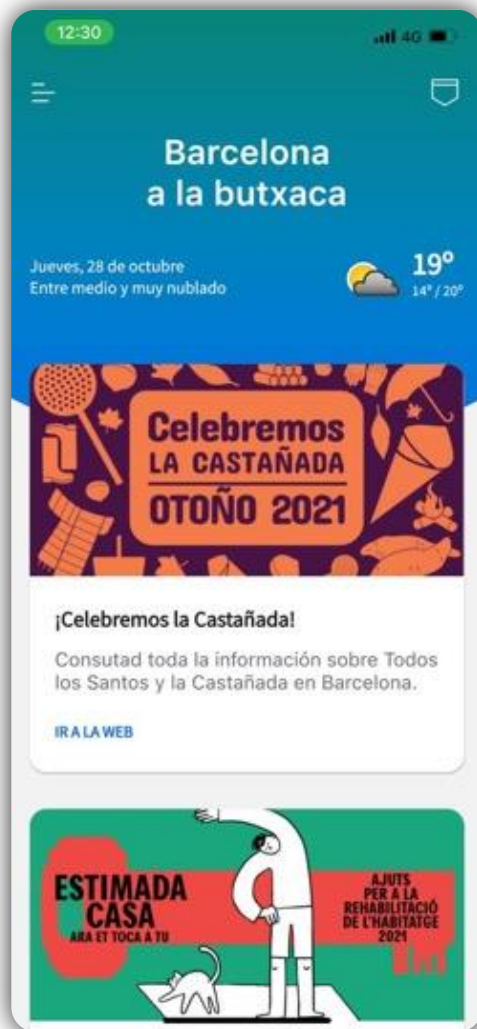 12:30
4G
Barcelona
a la butxaca
Jueves, 28 de octubre
Entre medio y muy nublado
19º
14º / 20º
Celebremos
LA CASTAÑADA
OTOÑO 2021
¡Celebremos la Castañada!
Consutad toda la información sobre Todos
los Santos y la Castañada en Barcelona.
IR A LA WEB
ESTIMADA
CASA
ARA ET TOCA A TU
AJUTS
PER A LA
REHABILITACIÓ
DE L'HABITATGE
2021